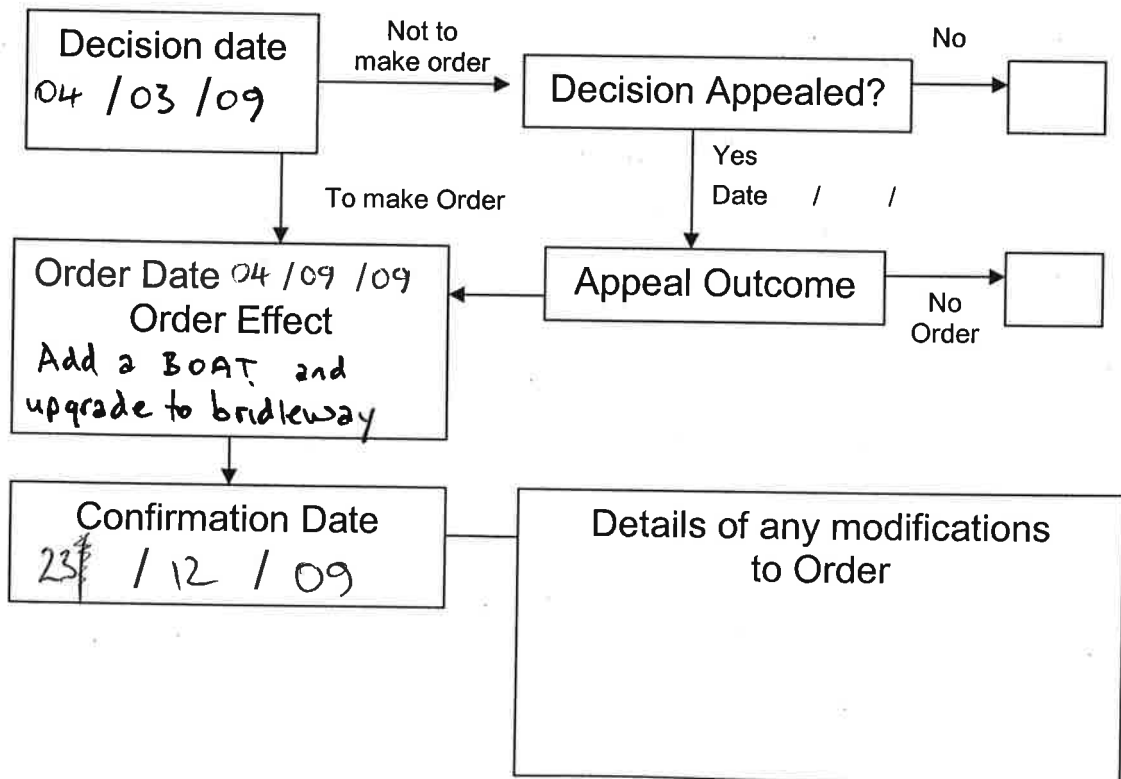 Decision date
04 / 03 / 09
Not to
make order
Decision Appealed?
No
Yes
Date / /
To make Order
Order Date 04 / 09 / 09
Order Effect
Add a BOAT and
upgrade to bridleway
Appeal Outcome
No
Order
Confirmation Date
23 / 12 / 09
Details of any modifications
to Order